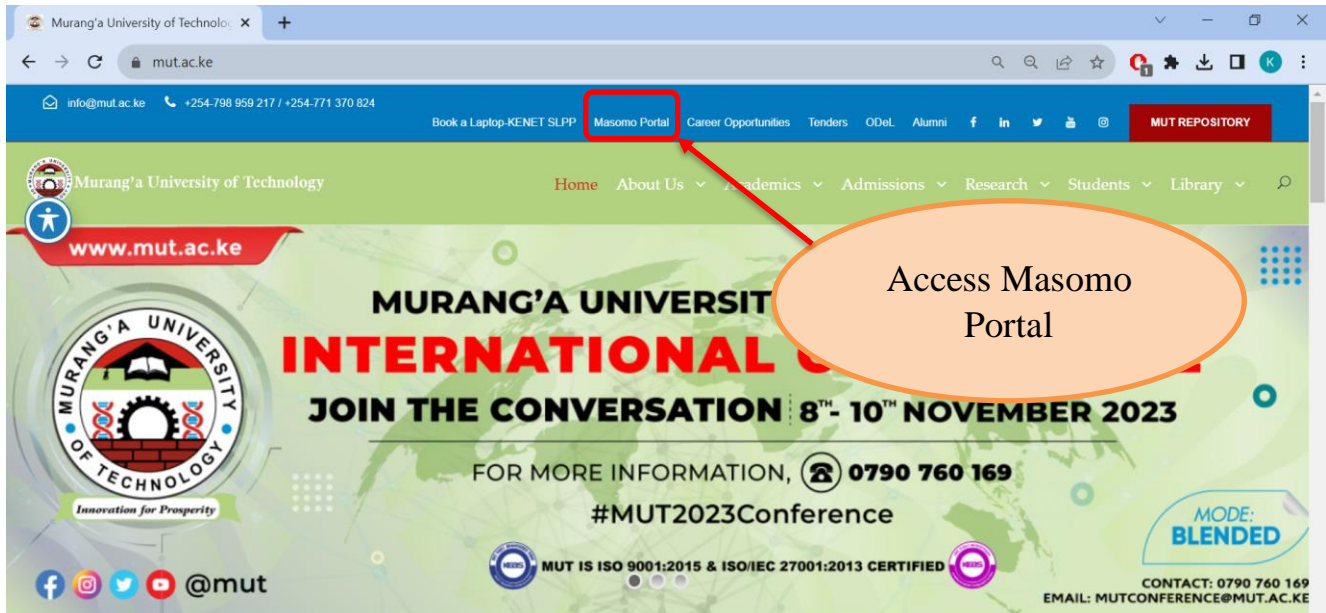 Murang'a University of Technolo
mut.ac.ke
K
1
info@mut.ac.ke +254-798 959 217 / +254-771 370 824
Book a Laptop-KENET SLPP Masomo Portal Career Opportunities Tenders ODeL Alumni MUT REPOSITORY
Murang'a University of Technology
Home About Us Academics Admissions Research Students Library
www.mut.ac.ke
Access Masomo
Portal
MURANG'A UNIVERSIT
INTERNATIONAL
JOIN THE CONVERSATION 8TH- 10TH NOVEMBER 2023
MURANG'A UNIVERSITY
OF TECHNOLOGY
Innovation for Prosperity
FOR MORE INFORMATION, 0790 760 169
#MUT2023Conference
MODE:
BLENDED
KEBS MUT IS ISO 9001:2015 & ISO/IEC 27001:2013 CERTIFIED KEBS
@mut
CONTACT: 0790 760 169
EMAIL: MUTCONFERENCE@MUT.AC.KE